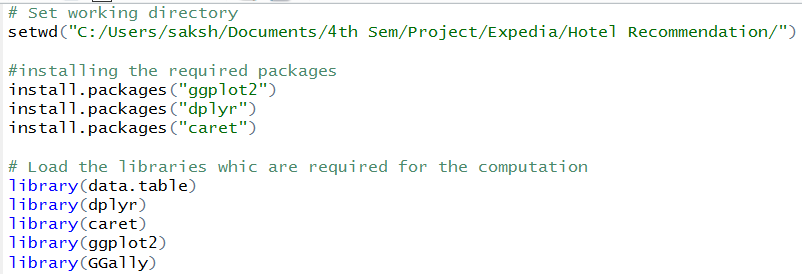 # Set working directory
setwd("C:/Users/saksh/Documents/4th Sem/Project/Expedia/Hotel Recommendation/")
#installing the required packages
install.packages("ggplot2")
install.packages("dplyr")
install.packages("caret")
# Load the libraries whic are required for the computation
library(data.table)
library(dplyr)
library(caret)
library(ggplot2)
library(GGally)